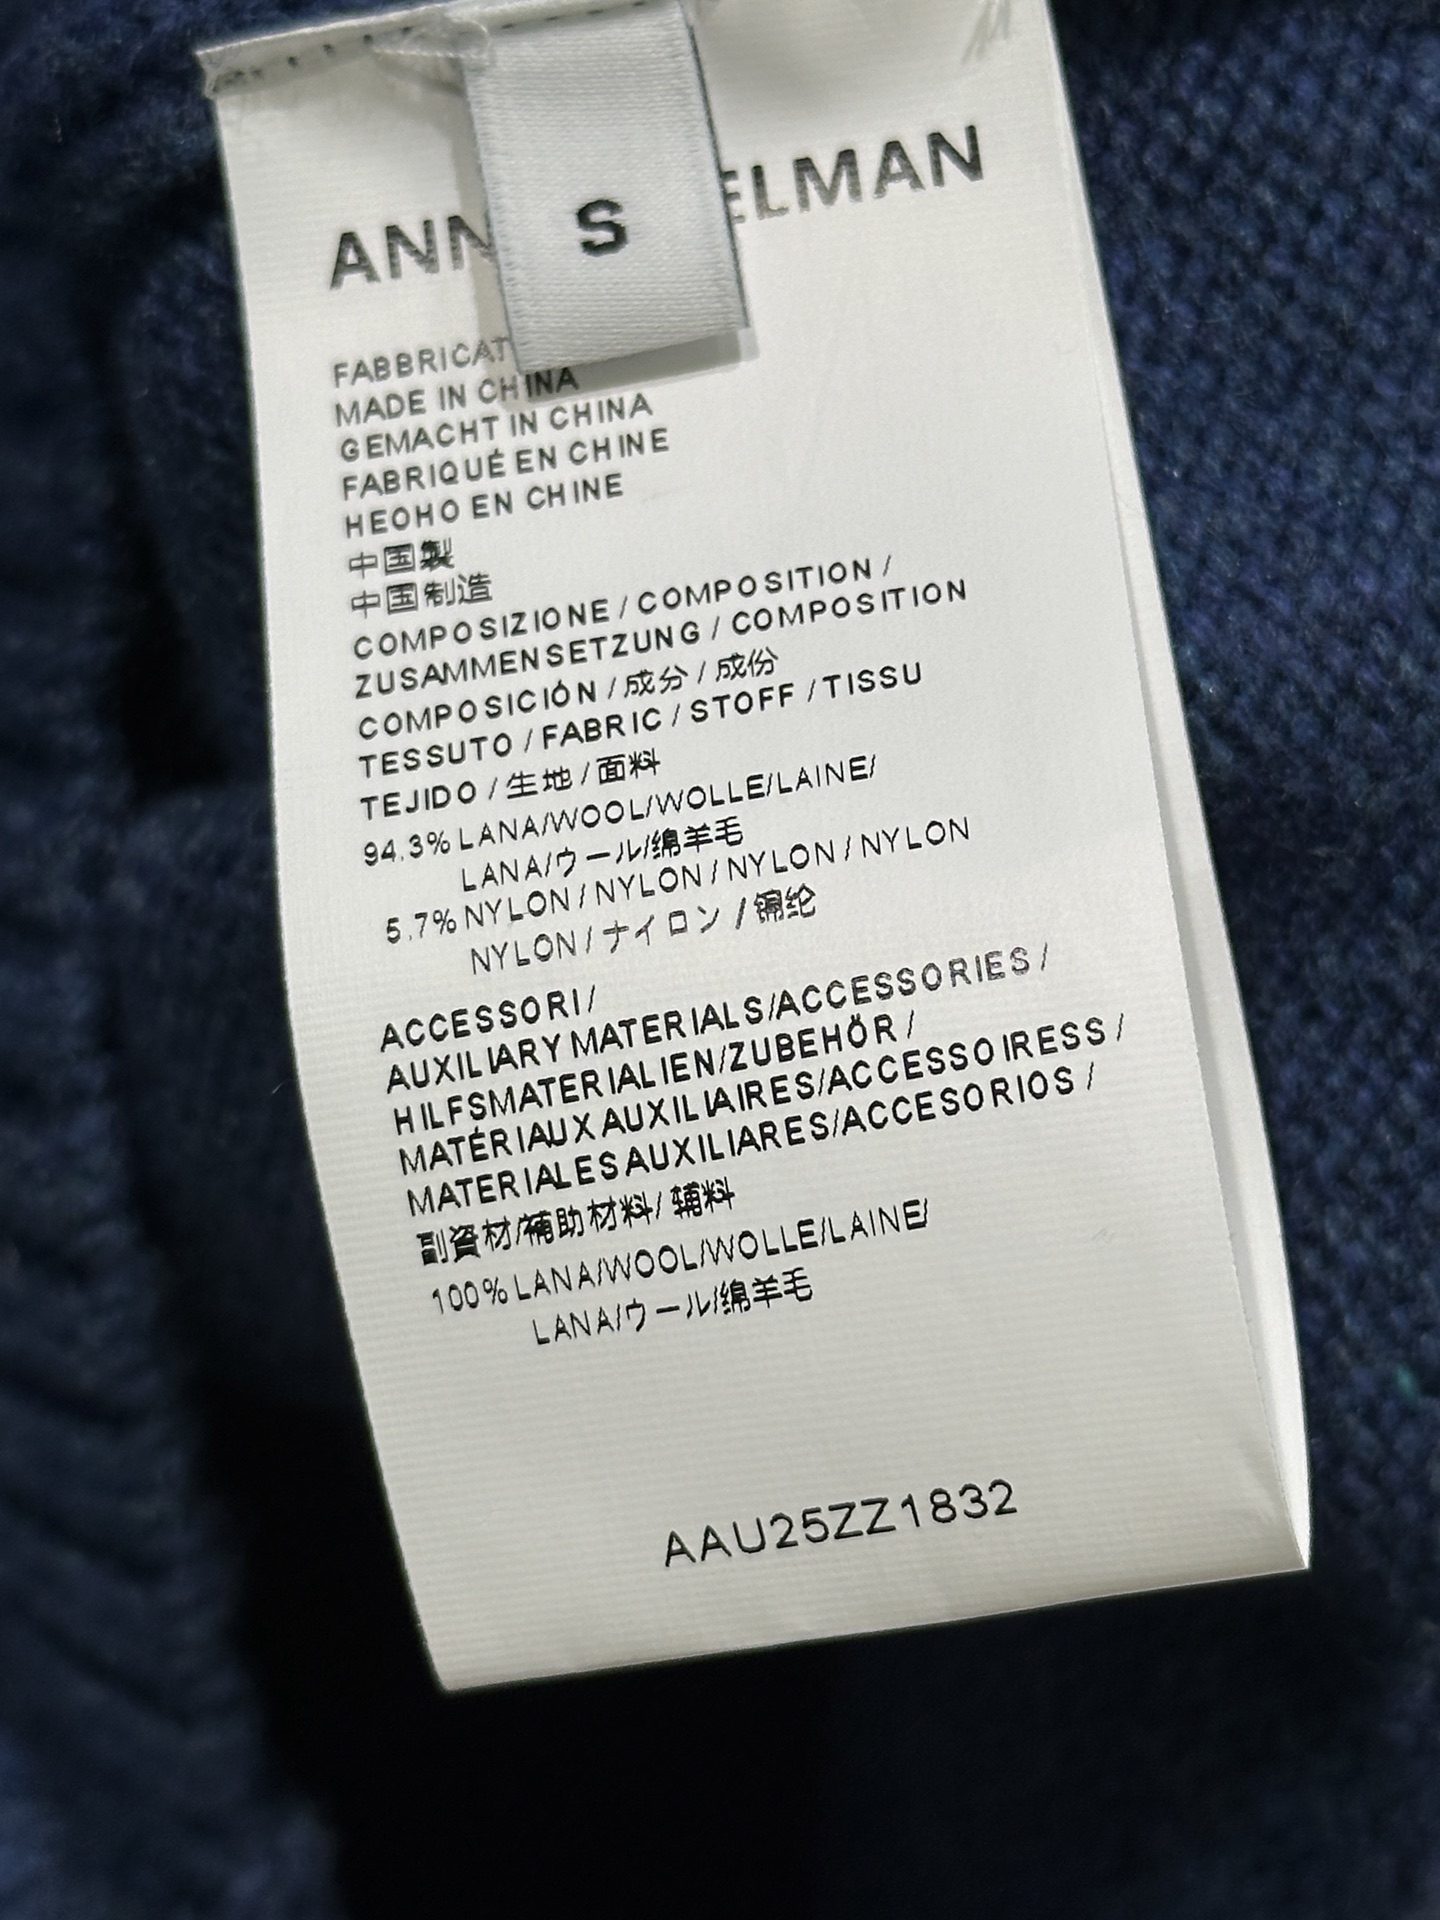 S
ANN ELMAN
FABBRICAT
MADE IN CHINA
GEMACHT IN CHINA
FABRIQUÉ EN CHINE
HEOHO EN CHINE
中国製
中国制造
COMPOSIZIONE / COMPOSITION /
ZUSAMMENSETZUNG / COMPOSITION
COMPOSICIÓN / 成分 / 成份
TESSUTO / FABRIC / STOFF / TISSU
TEJIDO / 生地 / 面料
94.3% LANA/WOOL/WOLLE/LAINE/
LANA/ウール/绵羊毛
5.7% NYLON / NYLON / NYLON / NYLON
NYLON / ナイロン / 锦纶
ACCESSORI /
AUXILIARY MATERIALS/ACCESSORIES /
HILFSMATERIALIEN/ZUBEHÖR /
MATÉRIAUX AUXILIAIRES/ACCESSOIRESS /
MATERIALES AUXILIARES/ACCESORIOS /
副資材/補助材料/ 辅料
100% LANA/WOOL/WOLLE/LAINE/
LANA/ウール/绵羊毛
AAU25ZZ1832